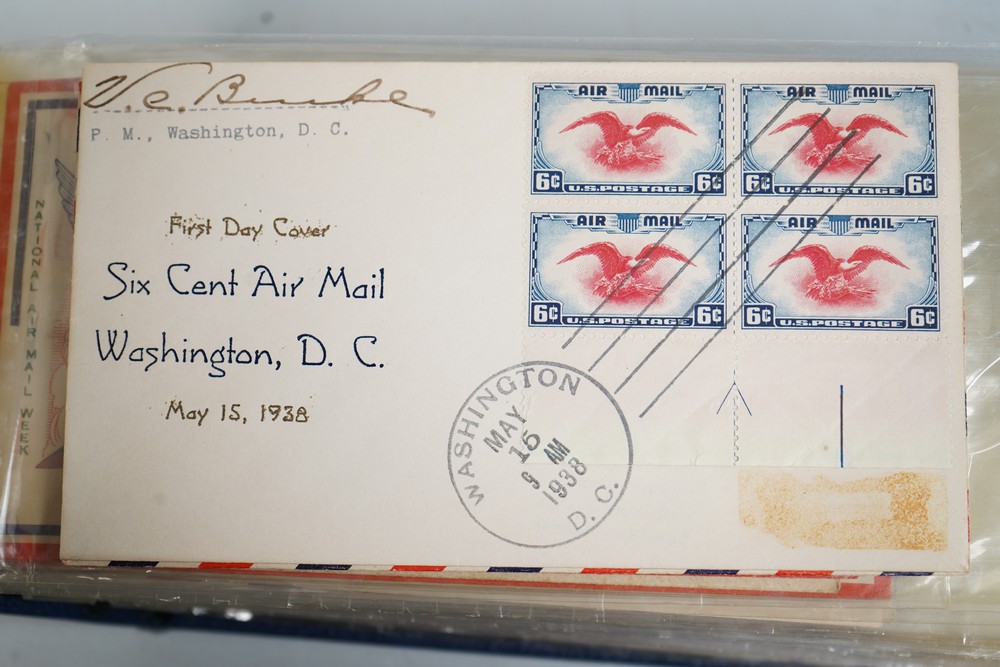 V. C. Burke
P. M., Washington, D. C.
First Day Cover
Six Cent Air Mail
Washington, D. C.
May 15, 1938
AIR MAIL
6¢ U.S. POSTAGE 6¢
AIR MAIL
6¢ U.S. POSTAGE 6¢
AIR MAIL
6¢ U.S. POSTAGE 6¢
AIR MAIL
6¢ U.S. POSTAGE 6¢
WASHINGTON
MAY
15
9 AM
1938
D. C.
NATIONAL AIR MAIL WEEK